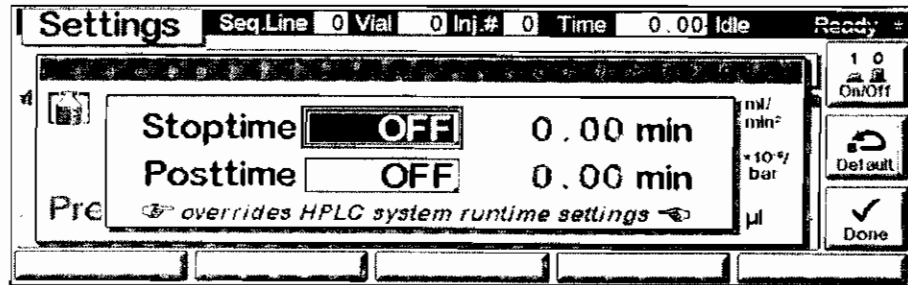 Settings Seq.Line 0 Vial 0 Inj.# 0 Time 0.00 Idle Ready *
1 0
On/Off
ml/
min²
Stoptime OFF 0.00 min
*10⁻⁶/
bar
Default
Posttime OFF 0.00 min
Pre
☞ overrides HPLC system runtime settings ☜
µl
Done